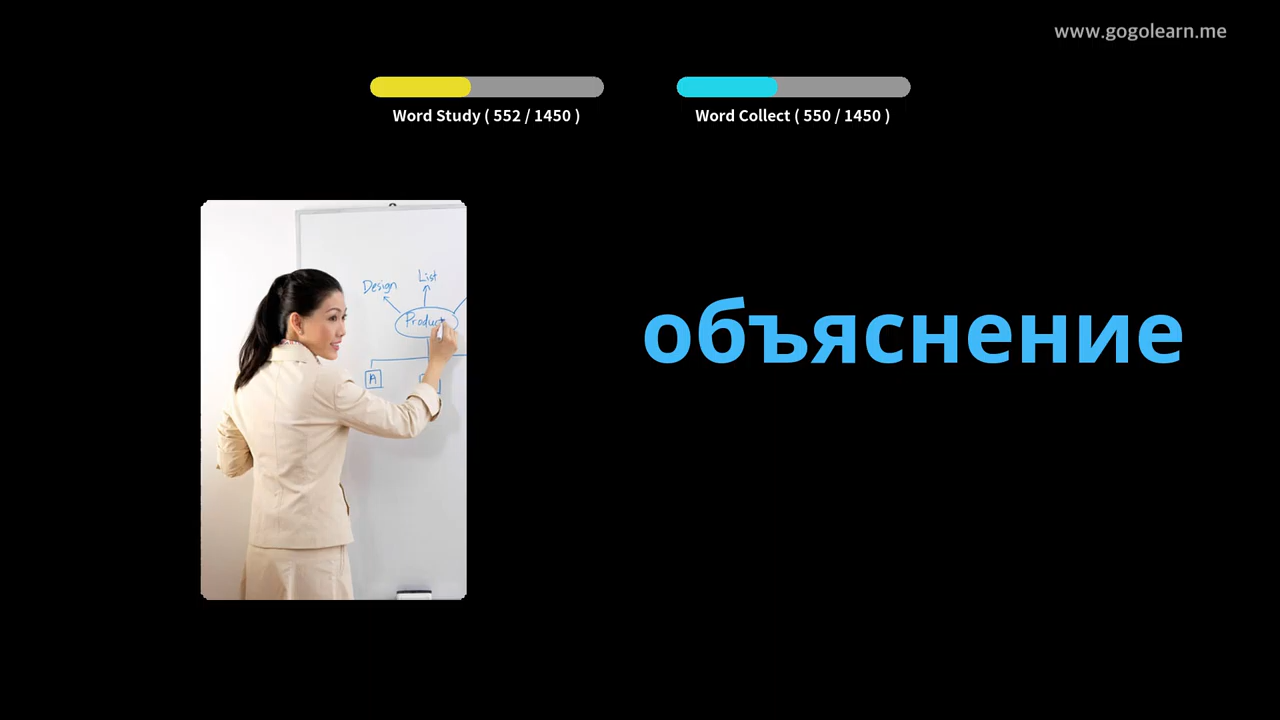 www.gogolearn.me
Word Study ( 552 / 1450 )
Word Collect ( 550 / 1450 )
List
Design
Product
объяснение
A